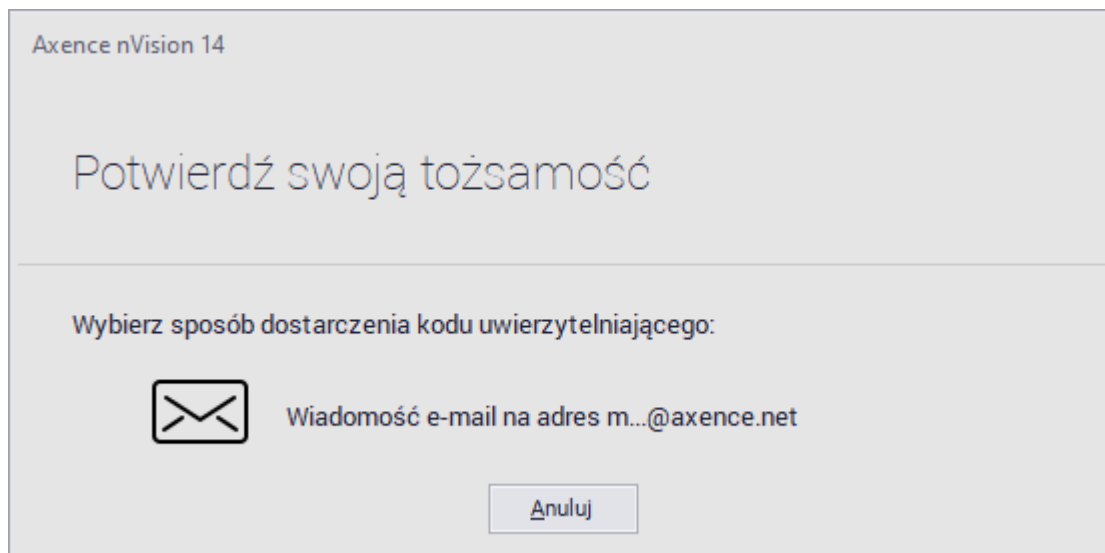 Axence nVision 14
Potwierdź swoją tożsamość
Wybierz sposób dostarczenia kodu uwierzytelniającego:
Wiadomość e-mail na adres m...@axence.net
Anuluj